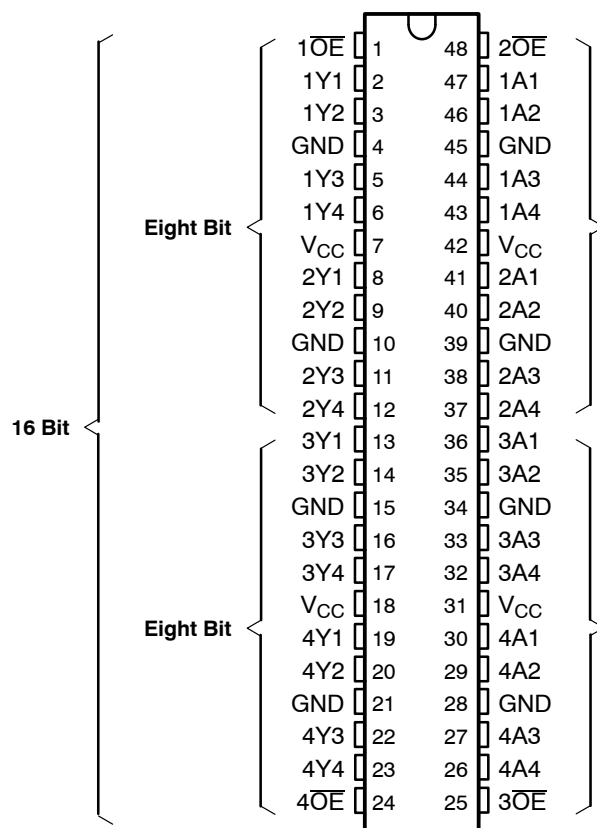 1O̅E̅ 1 48 2O̅E̅
1Y1 2 47 1A1
1Y2 3 46 1A2
GND 4 45 GND
1Y3 5 44 1A3
1Y4 6 43 1A4
Eight Bit
VCC 7 42 VCC
2Y1 8 41 2A1
2Y2 9 40 2A2
GND 10 39 GND
2Y3 11 38 2A3
2Y4 12 37 2A4
16 Bit
3Y1 13 36 3A1
3Y2 14 35 3A2
GND 15 34 GND
3Y3 16 33 3A3
3Y4 17 32 3A4
VCC 18 31 VCC
Eight Bit
4Y1 19 30 4A1
4Y2 20 29 4A2
GND 21 28 GND
4Y3 22 27 4A3
4Y4 23 26 4A4
4O̅E̅ 24 25 3O̅E̅